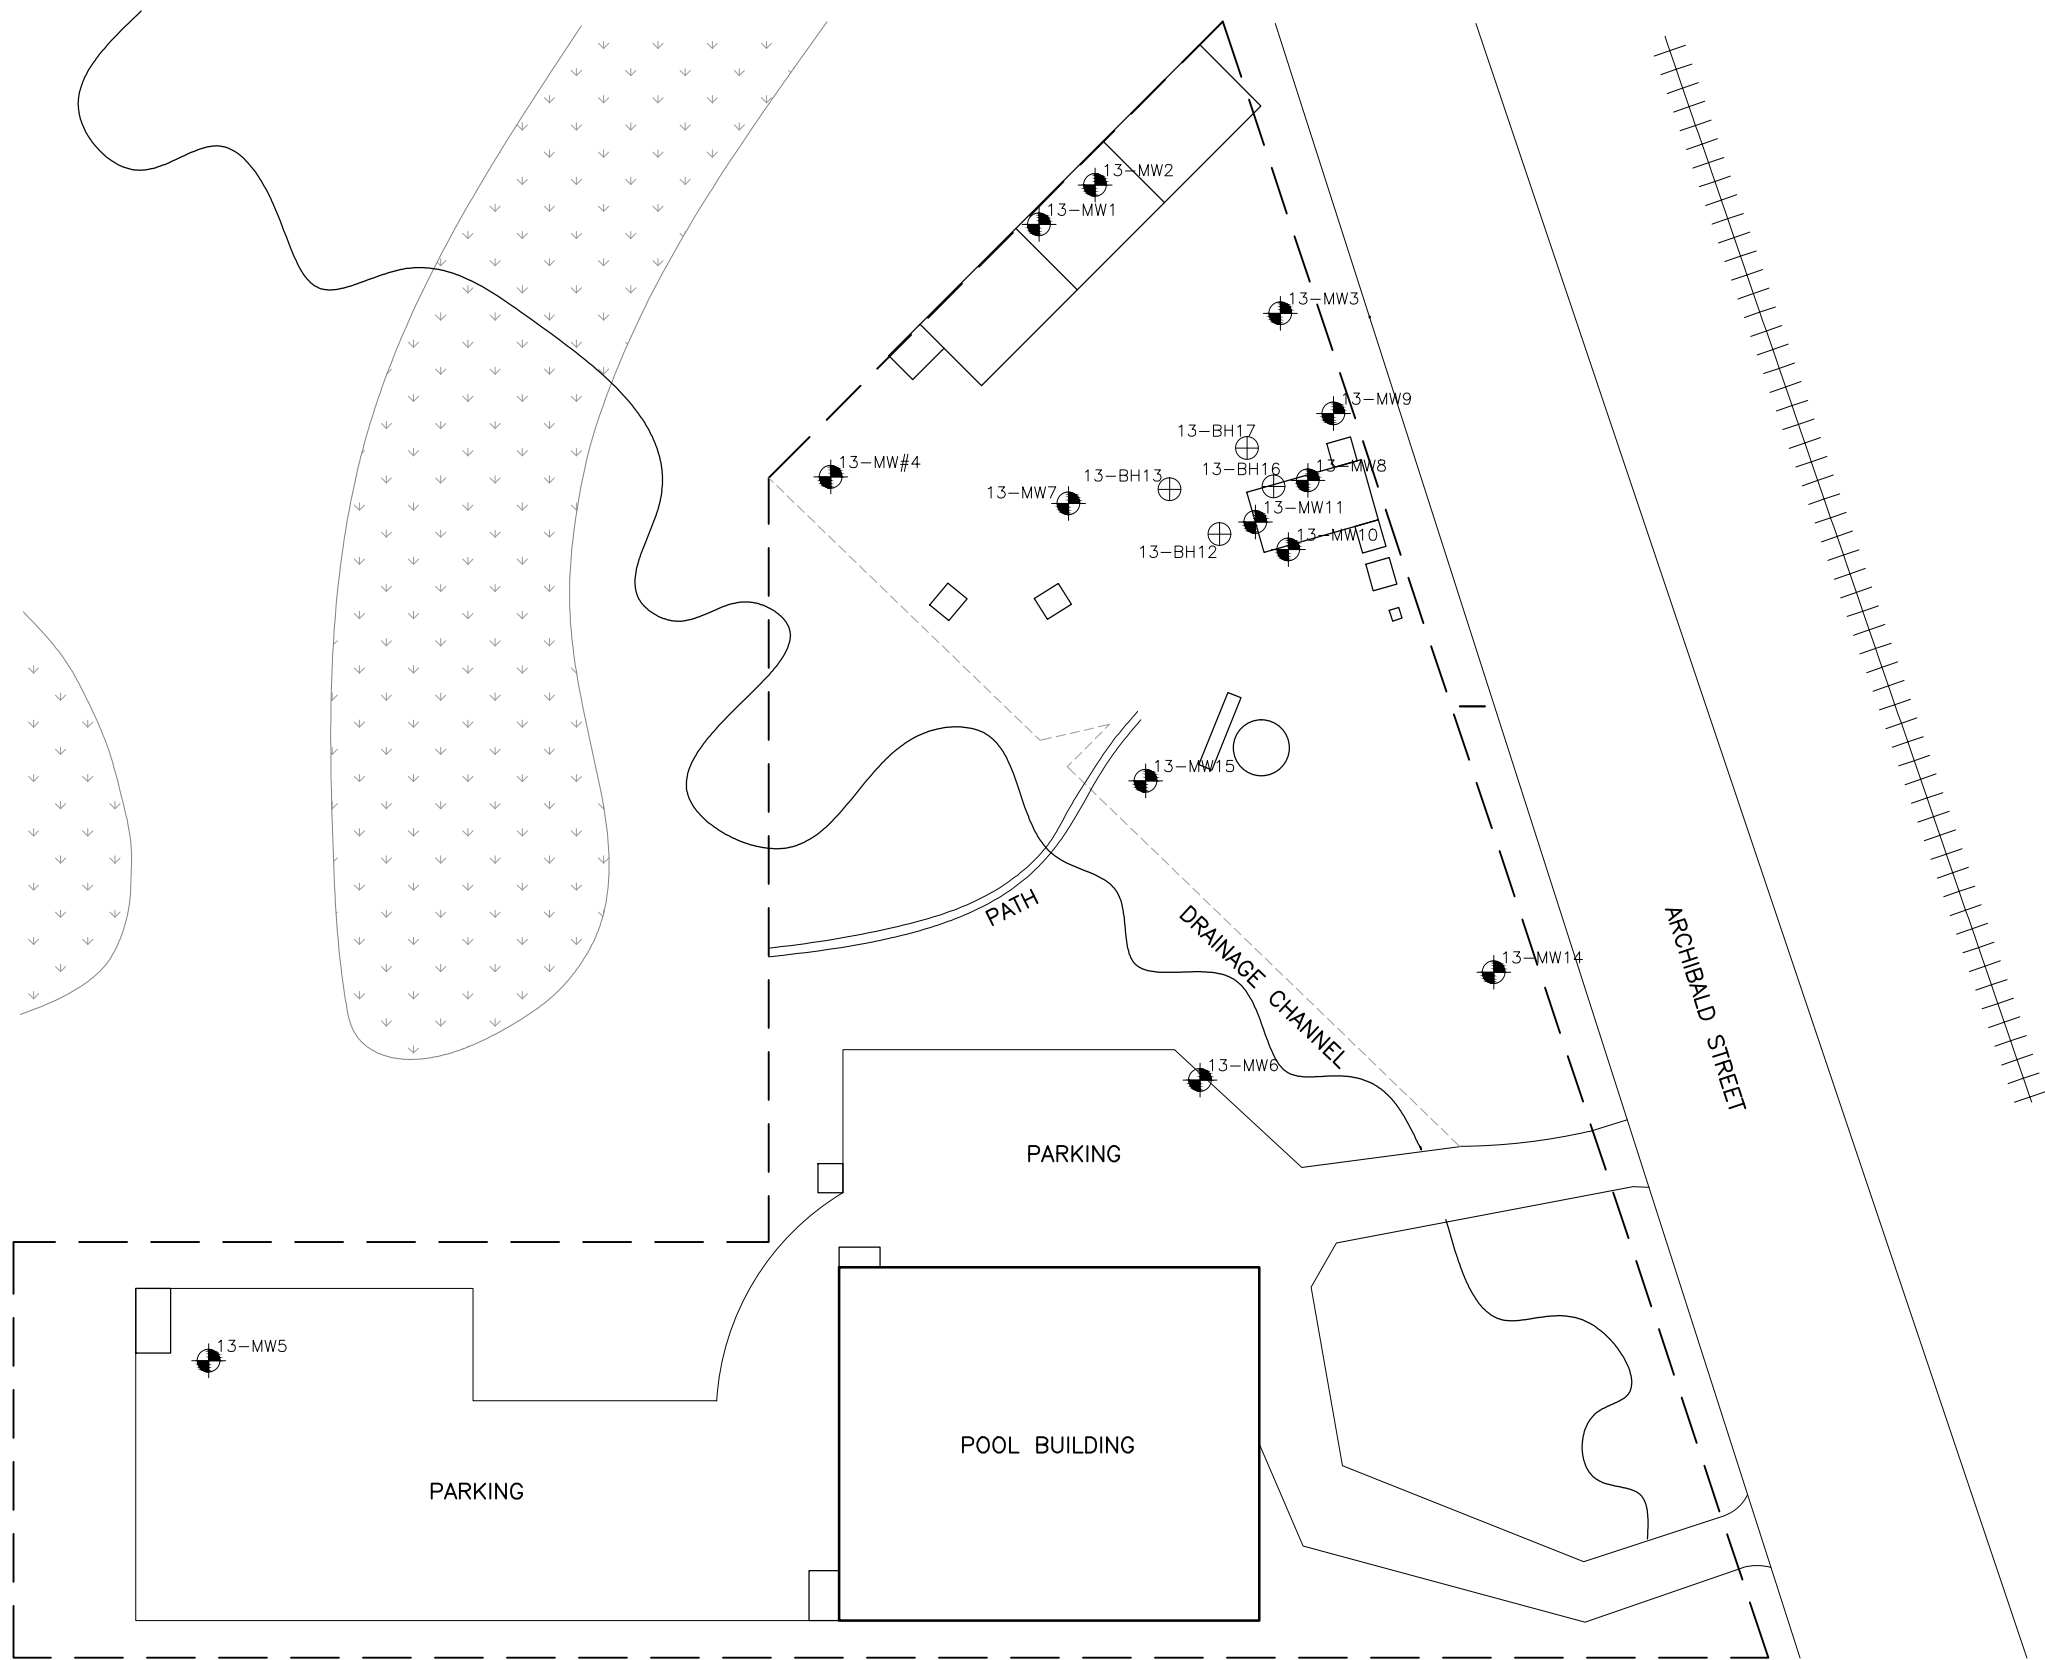 13-MW2
13-MW1
13-MW3
13-MW9
13-BH17
13-MW#4
13-BH13
13-BH16
13-MW8
13-MW7
13-MW11
13-MW10
13-BH12
13-MW15
PATH
DRAINAGE CHANNEL
ARCHIBALD STREET
13-MW14
13-MW6
PARKING
13-MW5
POOL BUILDING
PARKING